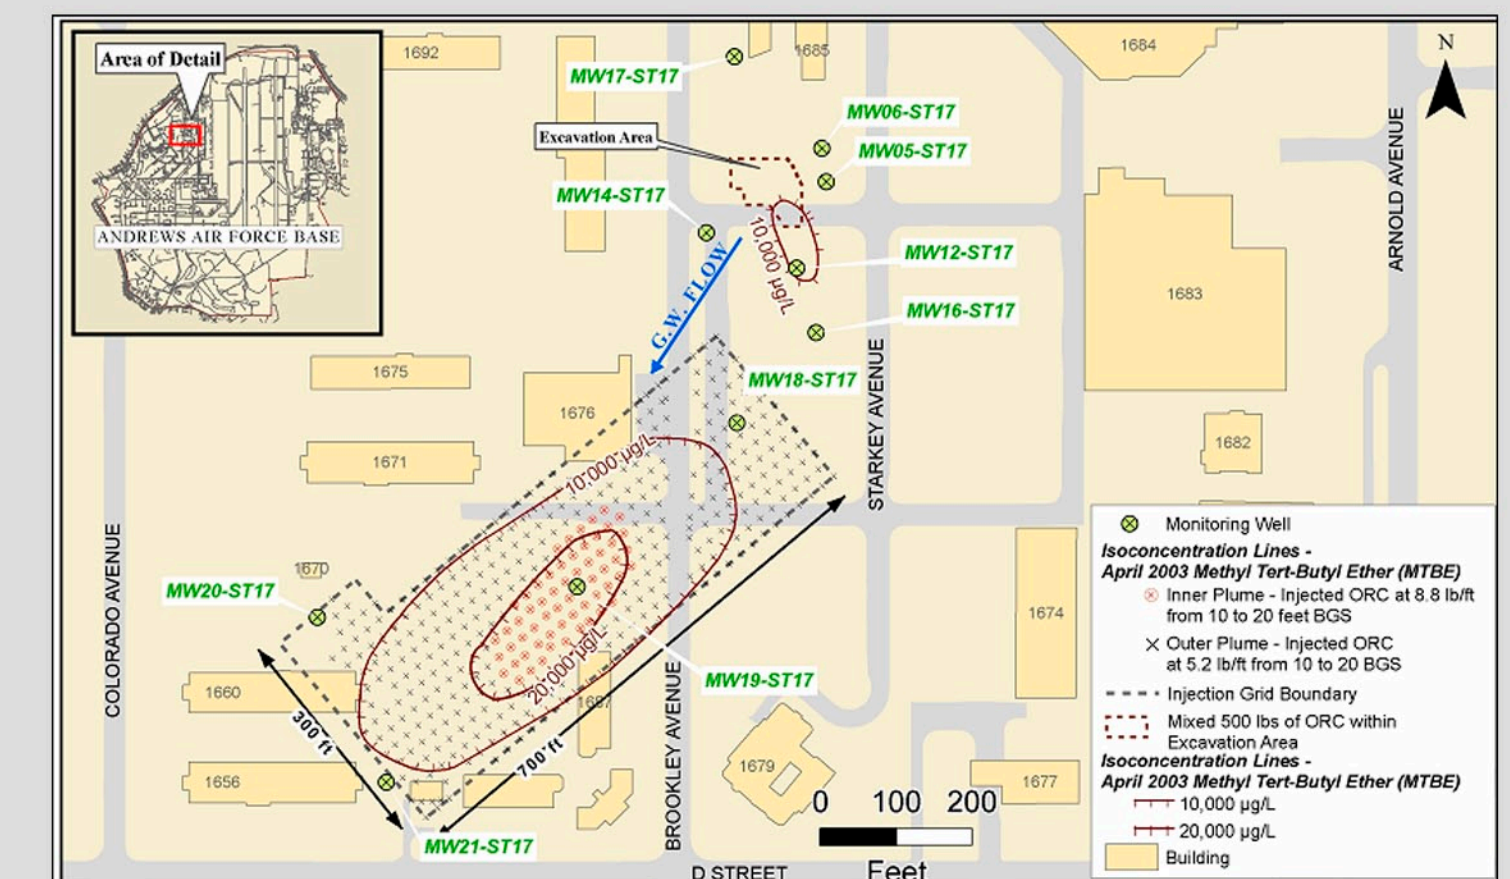 Area of Detail
ANDREWS AIR FORCE BASE
1692
1685
1684
N
MW17-ST17
MW06-ST17
Excavation Area
MW05-ST17
MW14-ST17
ARNOLD AVENUE
10,000 µg/L
MW12-ST17
G.W. FLOW
1683
MW16-ST17
1675
MW18-ST17
STARKEY AVENUE
1676
1682
1671
10,000 µg/L
COLORADO AVENUE
1670
MW20-ST17
1674
20,000 µg/L
MW19-ST17
1660
300 ft
700 ft
BROOKLEY AVENUE
1656
1679
1677
0 100 200
Feet
MW21-ST17
D STREET
Monitoring Well
Isoconcentration Lines -
April 2003 Methyl Tert-Butyl Ether (MTBE)
Inner Plume - Injected ORC at 8.8 lb/ft
from 10 to 20 feet BGS
Outer Plume - Injected ORC
at 5.2 lb/ft from 10 to 20 BGS
Injection Grid Boundary
Mixed 500 lbs of ORC within
Excavation Area
Isoconcentration Lines -
April 2003 Methyl Tert-Butyl Ether (MTBE)
10,000 µg/L
20,000 µg/L
Building